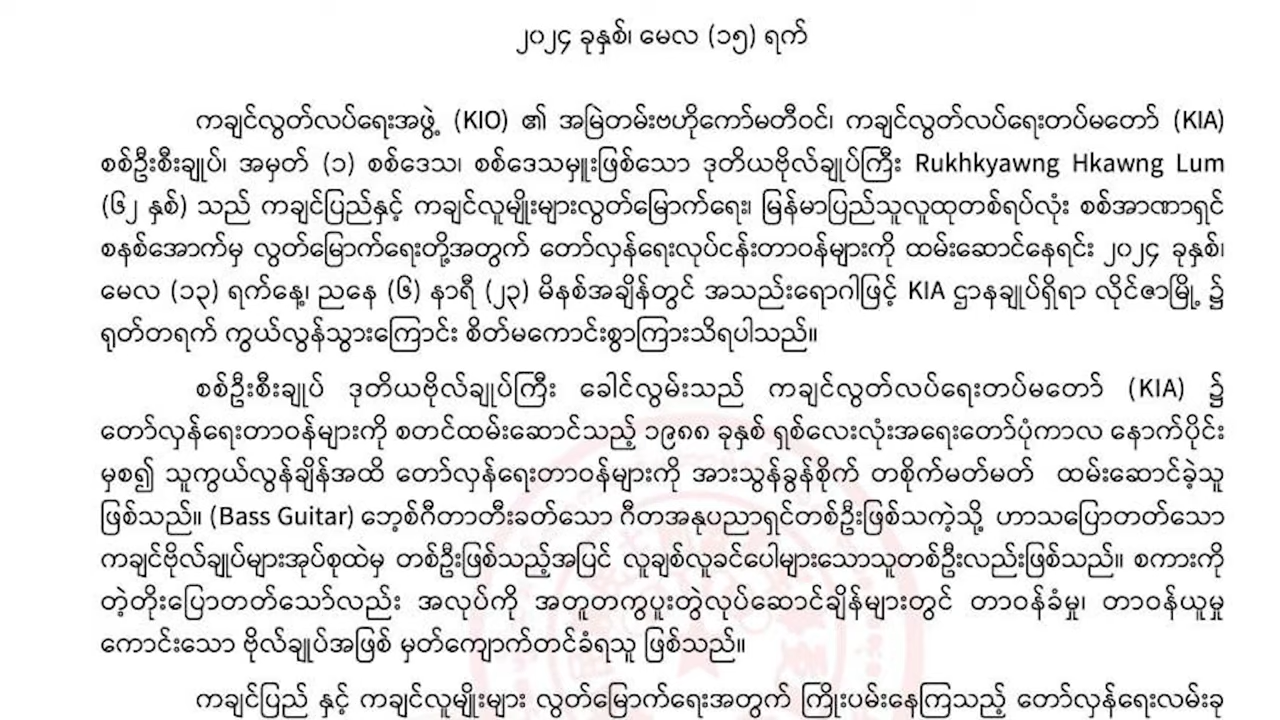 ၂၀၂၄ ခုနှစ်၊ မေလ (၁၅) ရက်
ကချင်လွတ်လပ်ရေးအဖွဲ့ (KIO) ၏ အမြဲတမ်းဗဟိုကော်မတီဝင်၊ ကချင်လွတ်လပ်ရေးတပ်မတော် (KIA)
စစ်ဦးစီးချုပ်၊ အမှတ် (၁) စစ်ဒေသ၊ စစ်ဒေသမှူးဖြစ်သော ဒုတိယဗိုလ်ချုပ်ကြီး Rukhkyawng Hkawng Lum
(၆၂ နှစ်) သည် ကချင်ပြည်နှင့် ကချင်လူမျိုးများလွတ်မြောက်ရေး၊ မြန်မာပြည်သူလူထုတစ်ရပ်လုံး စစ်အာဏာရှင်
စနစ်အောက်မှ လွတ်မြောက်ရေးတို့အတွက် တော်လှန်ရေးလုပ်ငန်းတာဝန်များကို ထမ်းဆောင်နေရင်း ၂၀၂၄ ခုနှစ်၊
မေလ (၁၃) ရက်နေ့၊ ညနေ (၆) နာရီ (၂၃) မိနစ်အချိန်တွင် အသည်းရောဂါဖြင့် KIA ဌာနချုပ်ရှိရာ လိုင်ဇာမြို့ ၌
ရုတ်တရက် ကွယ်လွန်သွားကြောင်း စိတ်မကောင်းစွာကြားသိရပါသည်။
စစ်ဦးစီးချုပ် ဒုတိယဗိုလ်ချုပ်ကြီး ခေါင်လွမ်းသည် ကချင်လွတ်လပ်ရေးတပ်မတော် (KIA) ၌
တော်လှန်ရေးတာဝန်များကို စတင်ထမ်းဆောင်သည့် ၁၉၈၈ ခုနှစ် ရှစ်လေးလုံးအရေးတော်ပုံကာလ နောက်ပိုင်း
မှစ၍ သူကွယ်လွန်ချိန်အထိ တော်လှန်ရေးတာဝန်များကို အားသွန်ခွန်စိုက် တစိုက်မတ်မတ် ထမ်းဆောင်ခဲ့သူ
ဖြစ်သည်။ (Bass Guitar) ဘေ့စ်ဂီတာတီးခတ်သော ဂီတအနုပညာရှင်တစ်ဦးဖြစ်သကဲ့သို့ ဟာသပြောတတ်သော
ကချင်ဗိုလ်ချုပ်များအုပ်စုထဲမှ တစ်ဦးဖြစ်သည့်အပြင် လူချစ်လူခင်ပေါများသောသူတစ်ဦးလည်းဖြစ်သည်။ စကားကို
တဲ့တိုးပြောတတ်သော်လည်း အလုပ်ကို အတူတကွပူးတွဲလုပ်ဆောင်ချိန်များတွင် တာဝန်ခံမှု၊ တာဝန်ယူမှု
ကောင်းသော ဗိုလ်ချုပ်အဖြစ် မှတ်ကျောက်တင်ခံရသူ ဖြစ်သည်။
ကချင်ပြည် နှင့် ကချင်လူမျိုးများ လွတ်မြောက်ရေးအတွက် ကြိုးပမ်းနေကြသည့် တော်လှန်ရေးလမ်းခု